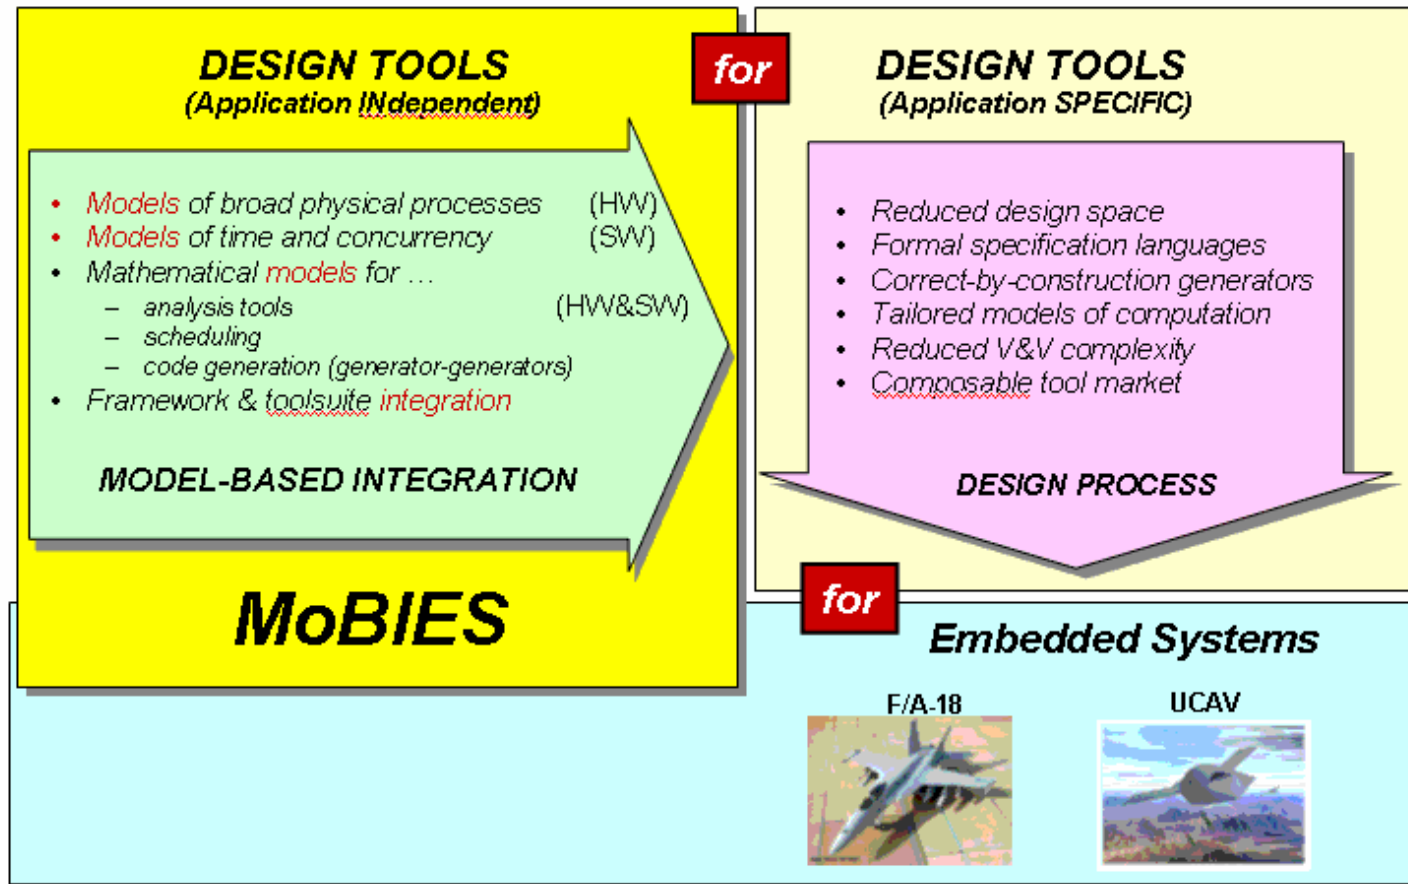 DESIGN TOOLS
(Application INdependent)
• Models of broad physical processes (HW)
• Models of time and concurrency (SW)
• Mathematical models for …
– analysis tools (HW&SW)
– scheduling
– code generation (generator-generators)
• Framework & toolsuite integration
MODEL-BASED INTEGRATION
MoBIES
for
DESIGN TOOLS
(Application SPECIFIC)
• Reduced design space
• Formal specification languages
• Correct-by-construction generators
• Tailored models of computation
• Reduced V&V complexity
• Composable tool market
DESIGN PROCESS
for
Embedded Systems
F/A-18
UCAV